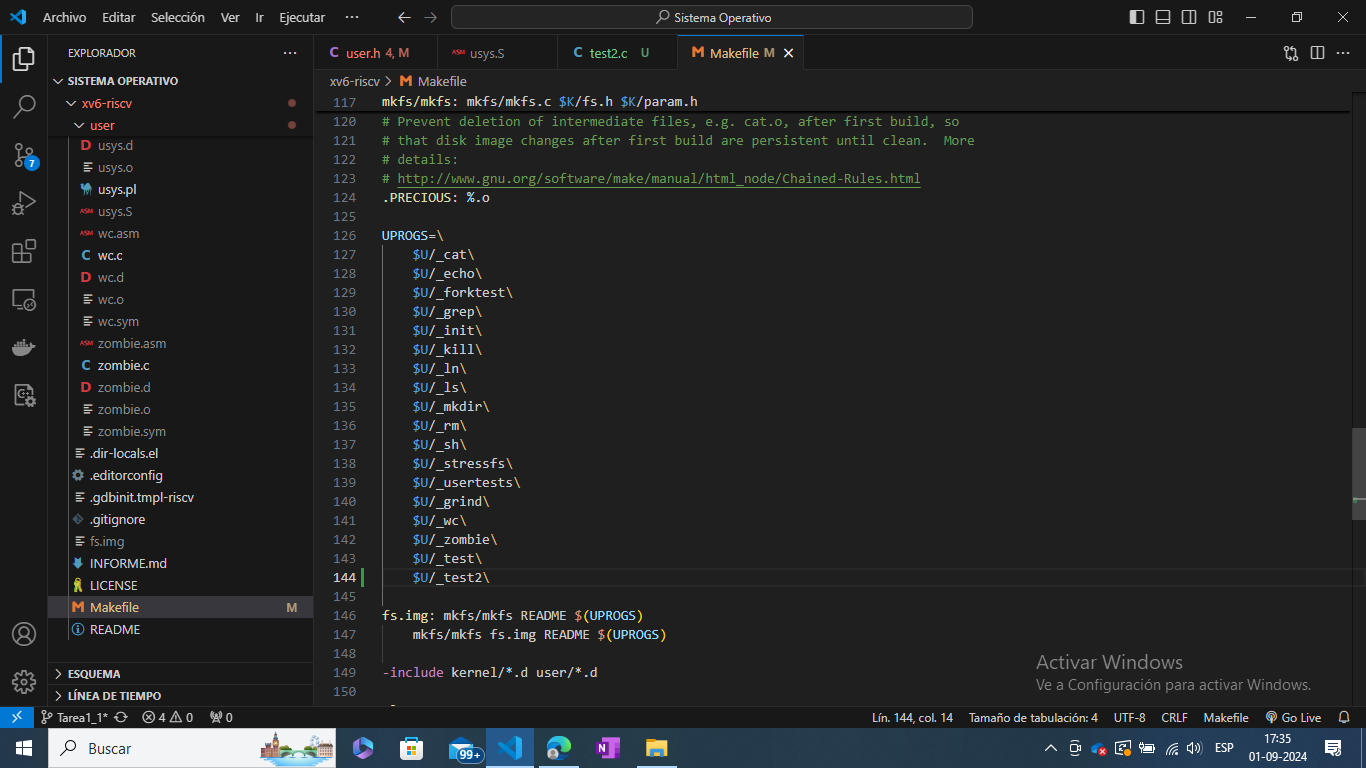 Archivo Editar Selección Ver Ir Ejecutar ···
Sistema Operativo
EXPLORADOR ···
SISTEMA OPERATIVO
xv6-riscv
user
D usys.d
usys.o
usys.pl
ASM usys.S
ASM wc.asm
C wc.c
D wc.d
wc.o
wc.sym
ASM zombie.asm
C zombie.c
D zombie.d
zombie.o
zombie.sym
.dir-locals.el
.editorconfig
.gdbinit.tmpl-riscv
.gitignore
fs.img
INFORME.md
LICENSE
M Makefile M
README
ESQUEMA
LÍNEA DE TIEMPO
7
C user.h 4, M
ASM usys.S
C test2.c U
M Makefile M
xv6-riscv > M Makefile
117 mkfs/mkfs: mkfs/mkfs.c $K/fs.h $K/param.h
120 # Prevent deletion of intermediate files, e.g. cat.o, after first build, so
121 # that disk image changes after first build are persistent until clean.  More
122 # details:
123 # http://www.gnu.org/software/make/manual/html_node/Chained-Rules.html
124 .PRECIOUS: %.o
125
126 UPROGS=\
127 $U/_cat\
128 $U/_echo\
129 $U/_forktest\
130 $U/_grep\
131 $U/_init\
132 $U/_kill\
133 $U/_ln\
134 $U/_ls\
135 $U/_mkdir\
136 $U/_rm\
137 $U/_sh\
138 $U/_stressfs\
139 $U/_usertests\
140 $U/_grind\
141 $U/_wc\
142 $U/_zombie\
143 $U/_test\
144 $U/_test2\
145
146 fs.img: mkfs/mkfs README $(UPROGS)
147 mkfs/mkfs fs.img README $(UPROGS)
148
149 -include kernel/*.d user/*.d
150
Activar Windows
Ve a Configuración para activar Windows.
Tarea1_1* 4 0 0 Lín. 144, col. 14 Tamaño de tabulación: 4 UTF-8 CRLF Makefile Go Live
Buscar
99+
N
ESP
17:35
01-09-2024